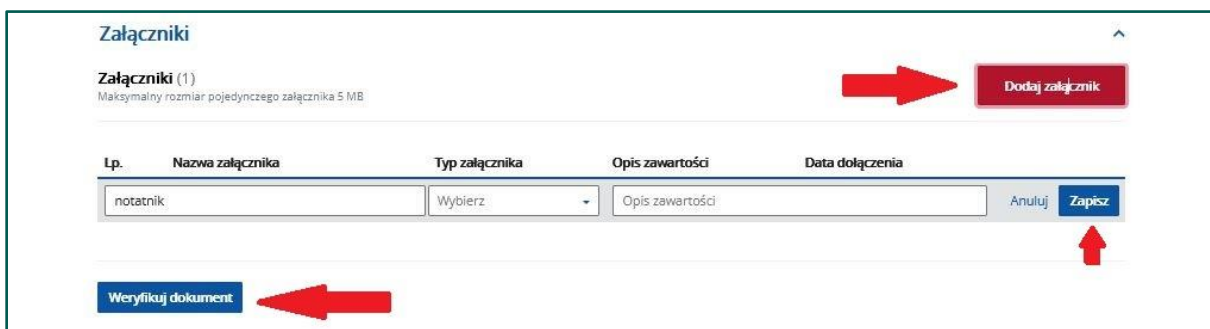 Załączniki
Załączniki (1)
Maksymalny rozmiar pojedynczego załącznika 5 MB
Dodaj załącznik
Lp. Nazwa załącznika Typ załącznika Opis zawartości Data dołączenia
notatnik Wybierz Opis zawartości Anuluj Zapisz
Weryfikuj dokument